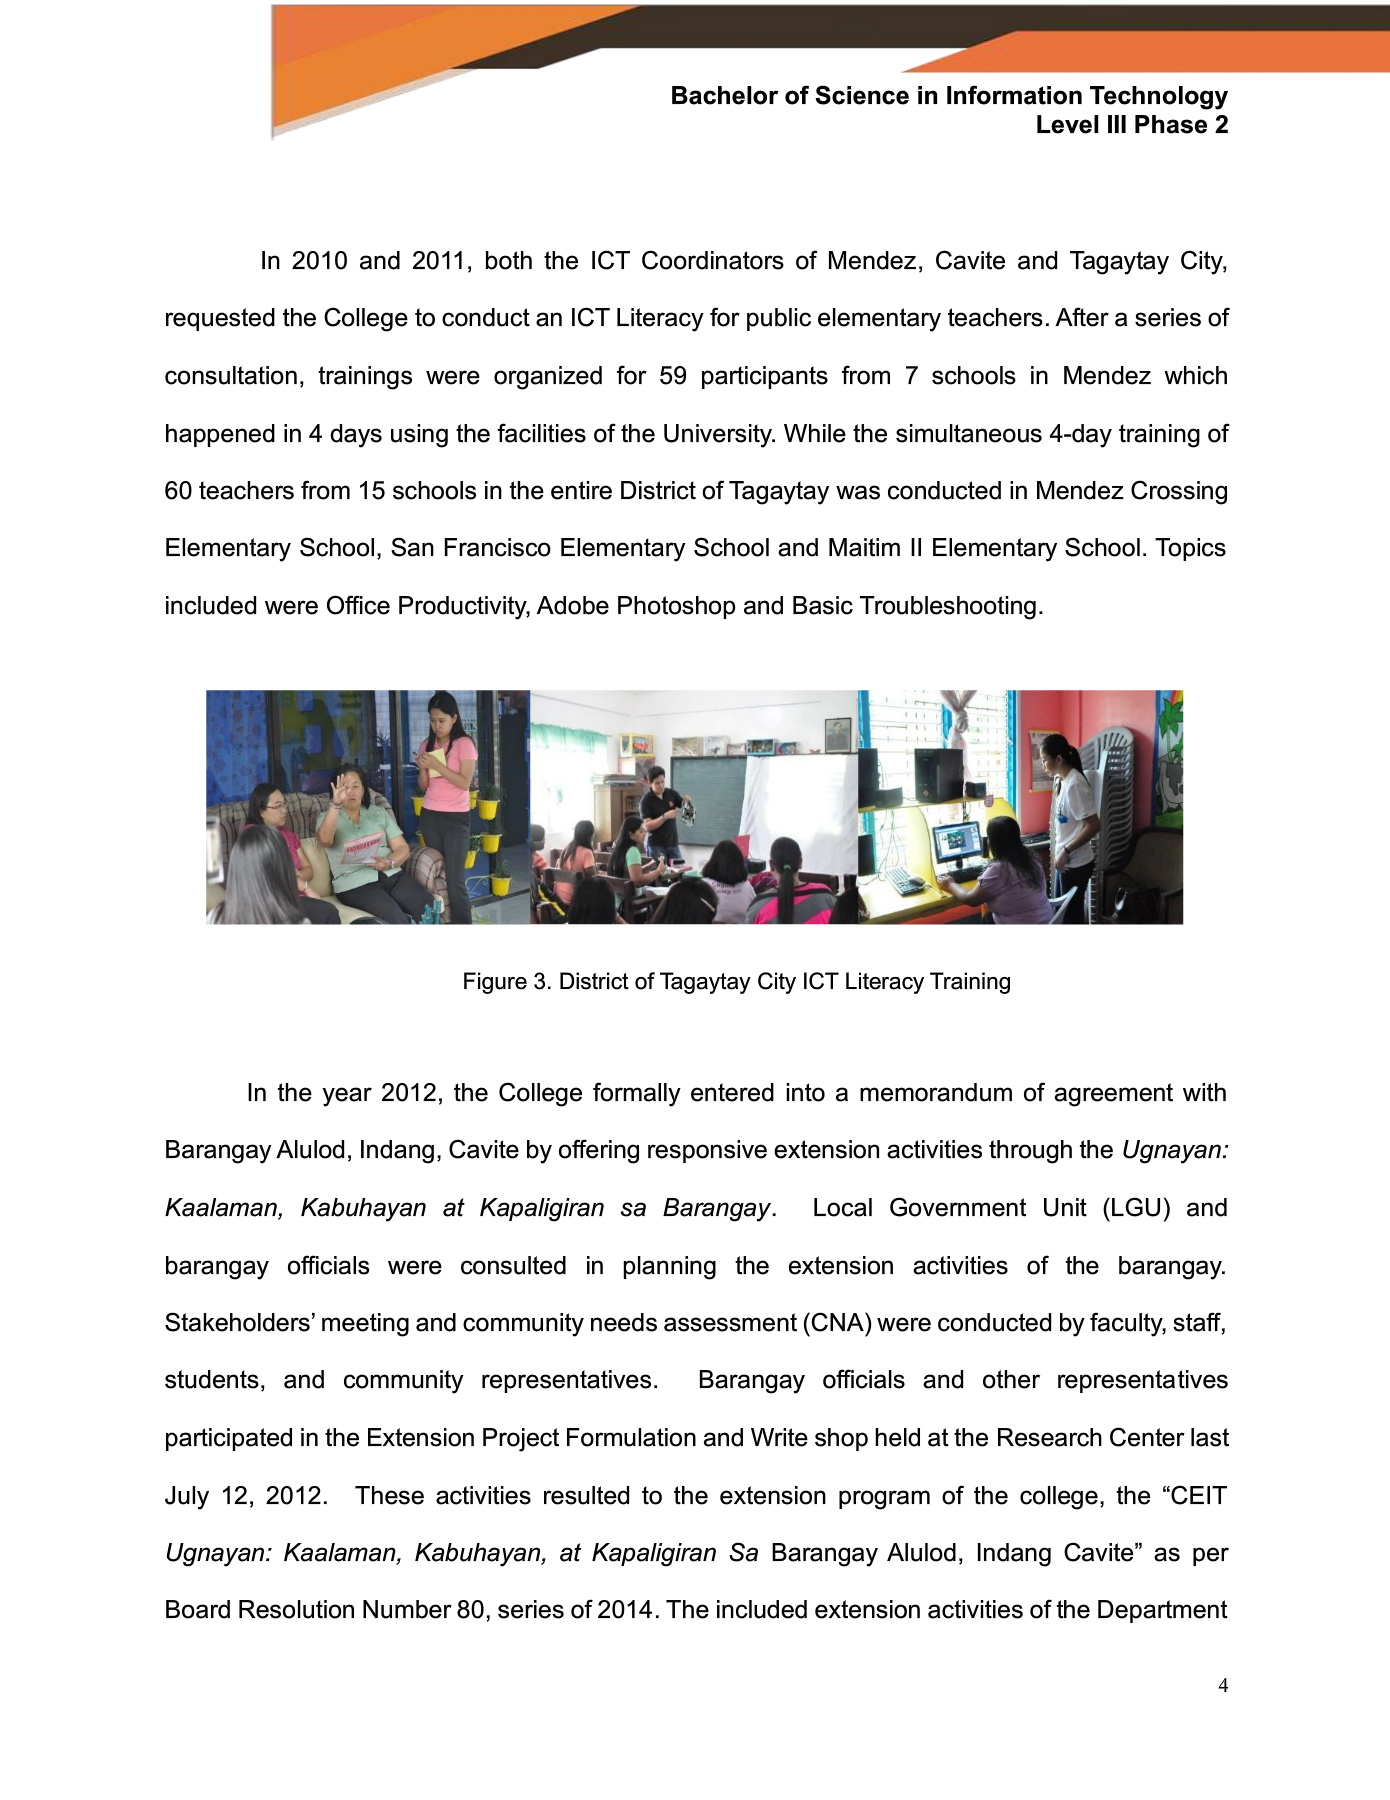 Bachelor of Science in Information Technology
Level III Phase 2
In 2010 and 2011, both the ICT Coordinators of Mendez, Cavite and Tagaytay City,
requested the College to conduct an ICT Literacy for public elementary teachers. After a series of
consultation, trainings were organized for 59 participants from 7 schools in Mendez which
happened in 4 days using the facilities of the University. While the simultaneous 4-day training of
60 teachers from 15 schools in the entire District of Tagaytay was conducted in Mendez Crossing
Elementary School, San Francisco Elementary School and Maitim II Elementary School. Topics
included were Office Productivity, Adobe Photoshop and Basic Troubleshooting.
Figure 3. District of Tagaytay City ICT Literacy Training
In the year 2012, the College formally entered into a memorandum of agreement with
Barangay Alulod, Indang, Cavite by offering responsive extension activities through the Ugnayan:
Kaalaman, Kabuhayan at Kapaligiran sa Barangay. Local Government Unit (LGU) and
barangay officials were consulted in planning the extension activities of the barangay.
Stakeholders’ meeting and community needs assessment (CNA) were conducted by faculty, staff,
students, and community representatives. Barangay officials and other representatives
participated in the Extension Project Formulation and Write shop held at the Research Center last
July 12, 2012. These activities resulted to the extension program of the college, the “CEIT
Ugnayan: Kaalaman, Kabuhayan, at Kapaligiran Sa Barangay Alulod, Indang Cavite” as per
Board Resolution Number 80, series of 2014. The included extension activities of the Department
4